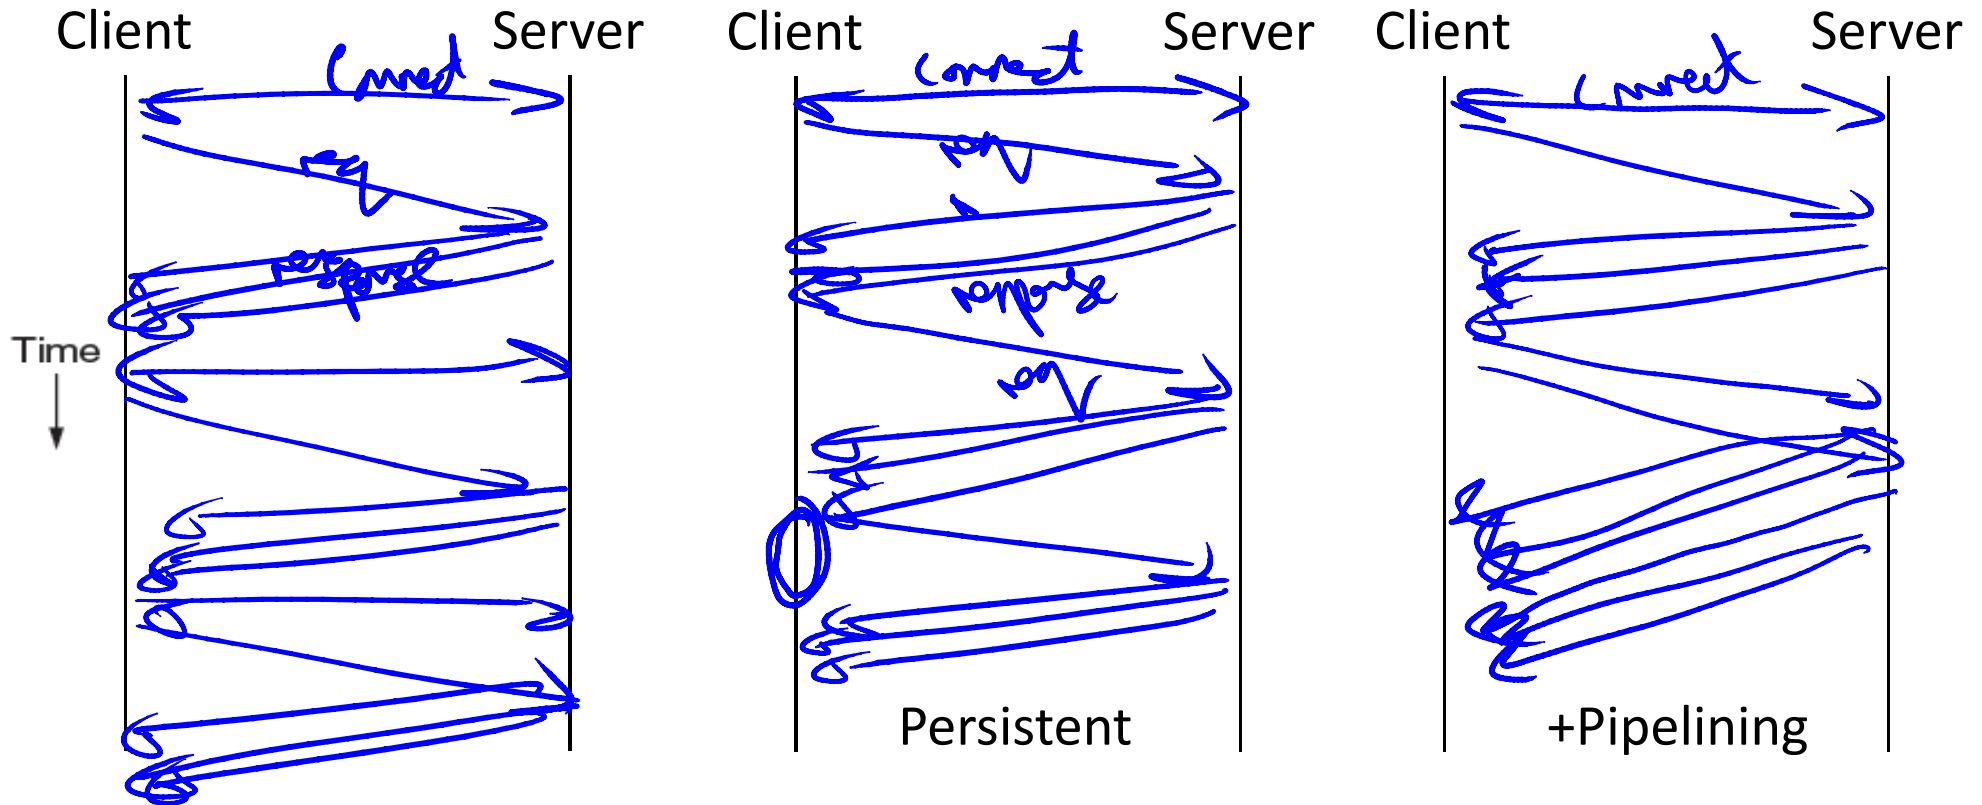 Client Server Client Server Client Server
Connect connect Connect
req req
response
response
Time
req
Persistent +Pipelining